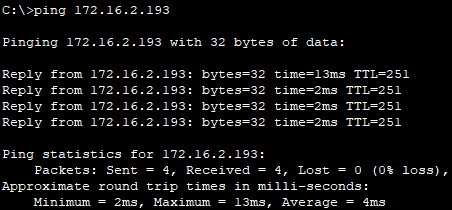 C:\>ping 172.16.2.193
Pinging 172.16.2.193 with 32 bytes of data:
Reply from 172.16.2.193: bytes=32 time=13ms TTL=251
Reply from 172.16.2.193: bytes=32 time=2ms TTL=251
Reply from 172.16.2.193: bytes=32 time=2ms TTL=251
Reply from 172.16.2.193: bytes=32 time=2ms TTL=251
Ping statistics for 172.16.2.193:
    Packets: Sent = 4, Received = 4, Lost = 0 (0% loss),
Approximate round trip times in milli-seconds:
    Minimum = 2ms, Maximum = 13ms, Average = 4ms